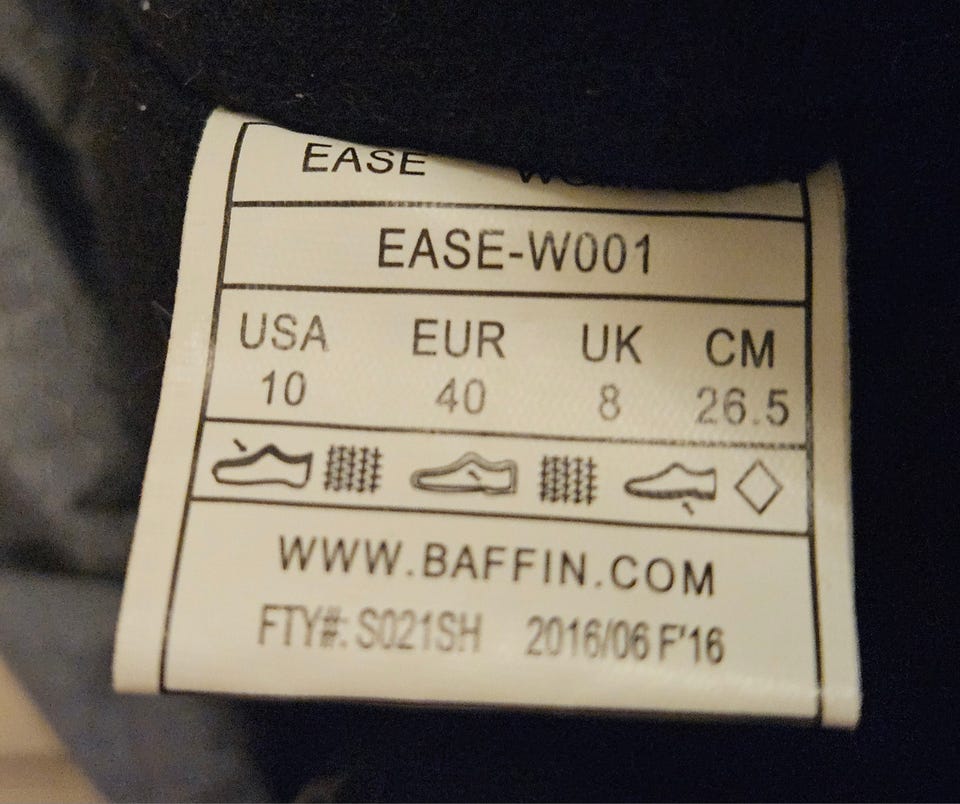 EASE
EASE-W001
USA EUR UK CM
10 40 8 26.5
WWW.BAFFIN.COM
FTY#: S021SH 2016/06 F'16